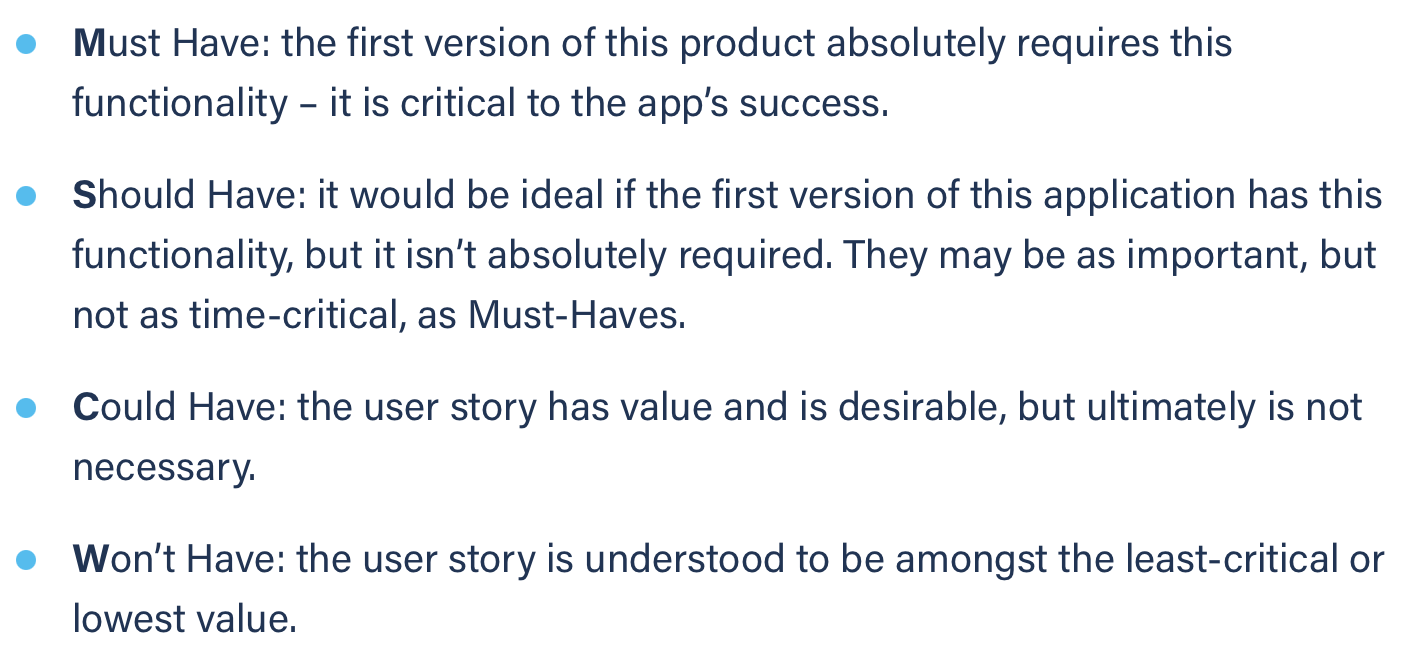 Must Have: the first version of this product absolutely requires this
functionality – it is critical to the app’s success.
Should Have: it would be ideal if the first version of this application has this
functionality, but it isn’t absolutely required. They may be as important, but
not as time-critical, as Must-Haves.
Could Have: the user story has value and is desirable, but ultimately is not
necessary.
Won’t Have: the user story is understood to be amongst the least-critical or
lowest value.